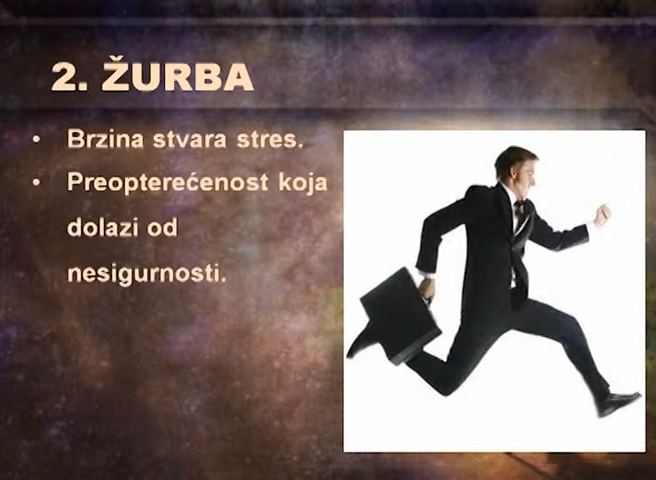 2. ŽURBA
• Brzina stvara stres.
• Preopterećenost koja
dolazi od
nesigurnosti.